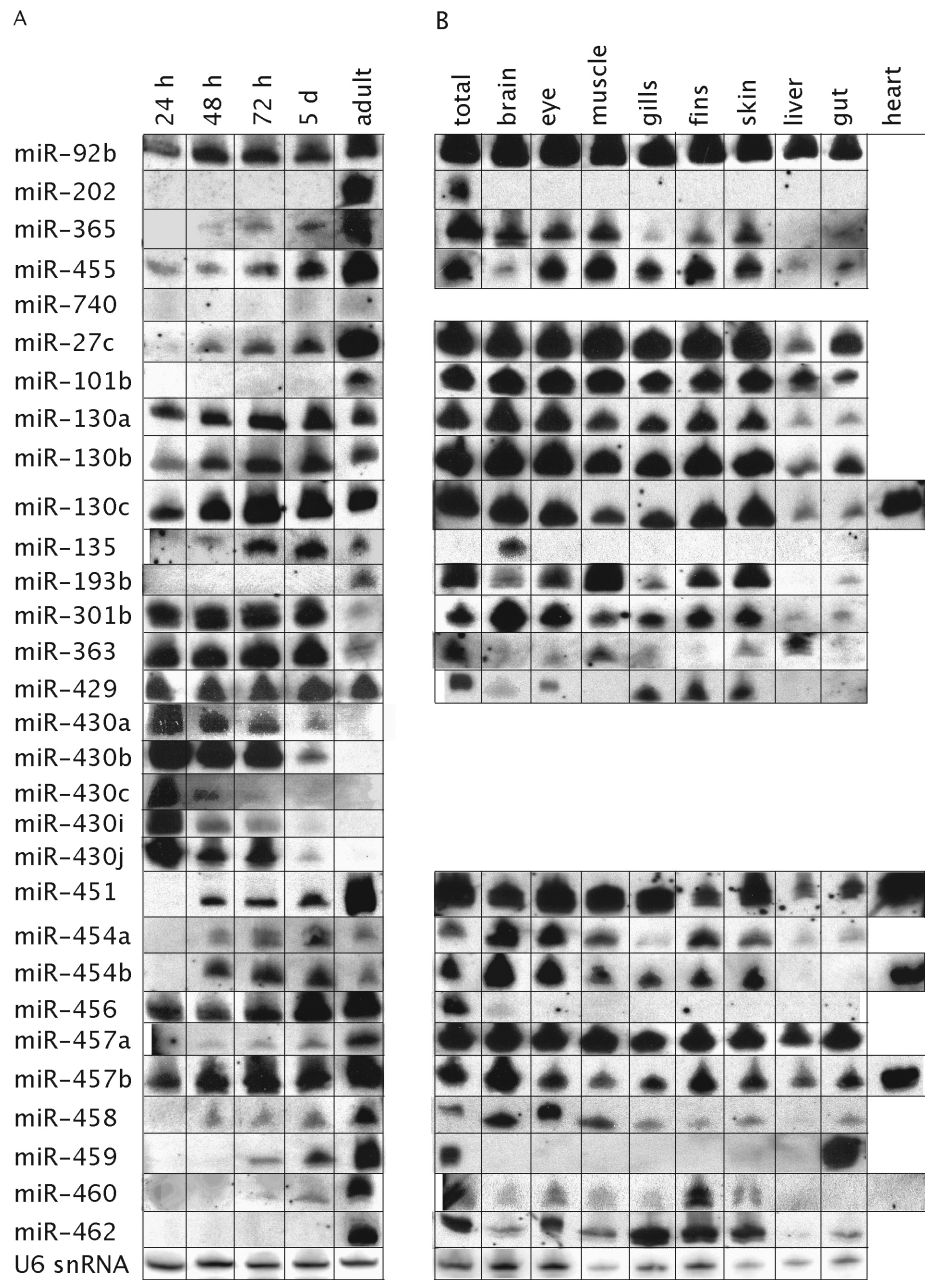 A
B
24 h 48 h 72 h 5 d adult
total brain eye muscle gills fins skin liver gut heart
miR-92b
miR-202
miR-365
miR-455
miR-740
miR-27c
miR-101b
miR-130a
miR-130b
miR-130c
miR-135
miR-193b
miR-301b
miR-363
miR-429
miR-430a
miR-430b
miR-430c
miR-430i
miR-430j
miR-451
miR-454a
miR-454b
miR-456
miR-457a
miR-457b
miR-458
miR-459
miR-460
miR-462
U6 snRNA